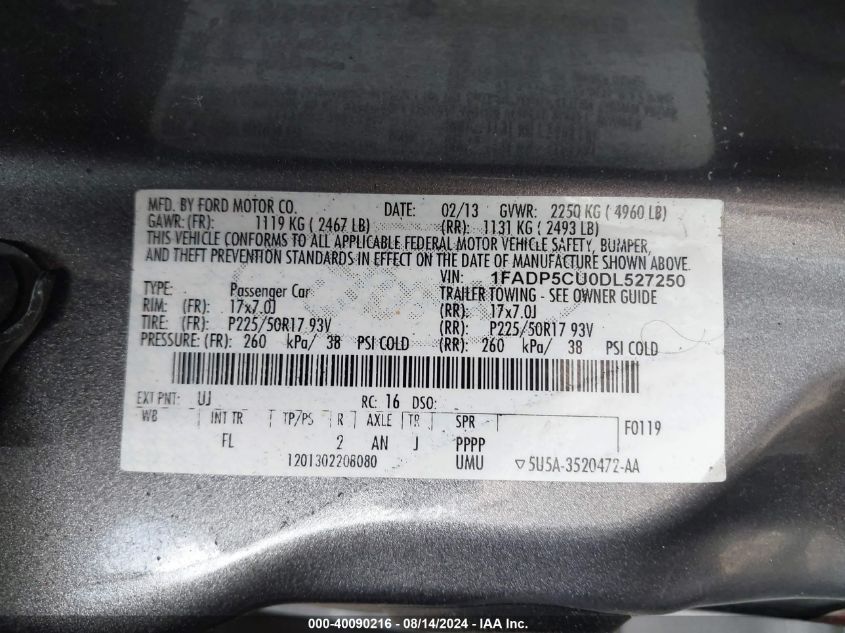 MFD. BY FORD MOTOR CO. DATE: 02/13 GVWR: 2250 KG ( 4960 LB)
GAWR: (FR): 1119 KG ( 2467 LB) (RR): 1131 KG ( 2493 LB)
THIS VEHICLE CONFORMS TO ALL APPLICABLE FEDERAL MOTOR VEHICLE SAFETY, BUMPER,
AND THEFT PREVENTION STANDARDS IN EFFECT ON THE DATE OF MANUFACTURE SHOWN ABOVE.
VIN: 1FADP5CU0DL527250
TYPE: Passenger Car TRAILER TOWING - SEE OWNER GUIDE
RIM: (FR): 17x7.0J (RR): 17x7.0J
TIRE: (FR): P225/50R17 93V (RR): P225/50R17 93V
PRESSURE: (FR): 260 kPa/ 38 PSI COLD (RR): 260 kPa/ 38 PSI COLD
EXT PNT: UJ RC: 16 DSO:
WB INT TR TP/PS R AXLE TR SPR F0119
FL 2 AN J PPPP
1201302208080 UMU ▽5U5A-3520472-AA
000-40090216 - 08/14/2024 - IAA Inc.